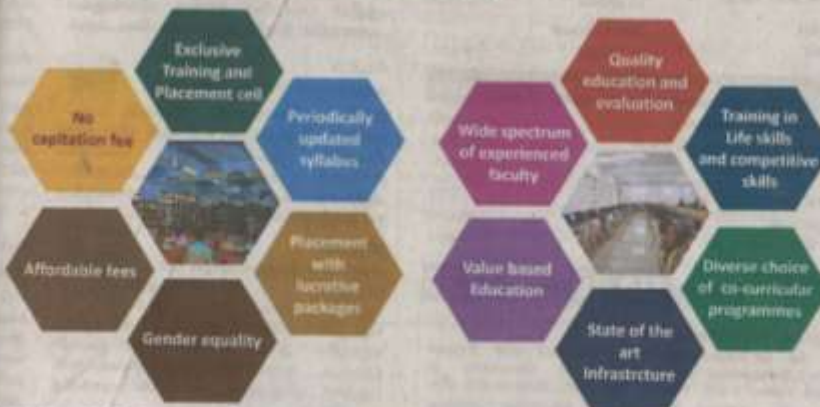 Exclusive
Training and
Placement cell
No
capitation fee
Periodically
updated
syllabus
Affordable fees
Placement
with
lucrative
packages
Gender equality
Quality
education and
evaluation
Wide spectrum
of experienced
faculty
Training in
Life skills
and competitive
skills
Value based
Education
Diverse choice
of co-curricular
programmes
State of the
art
Infrastrcture